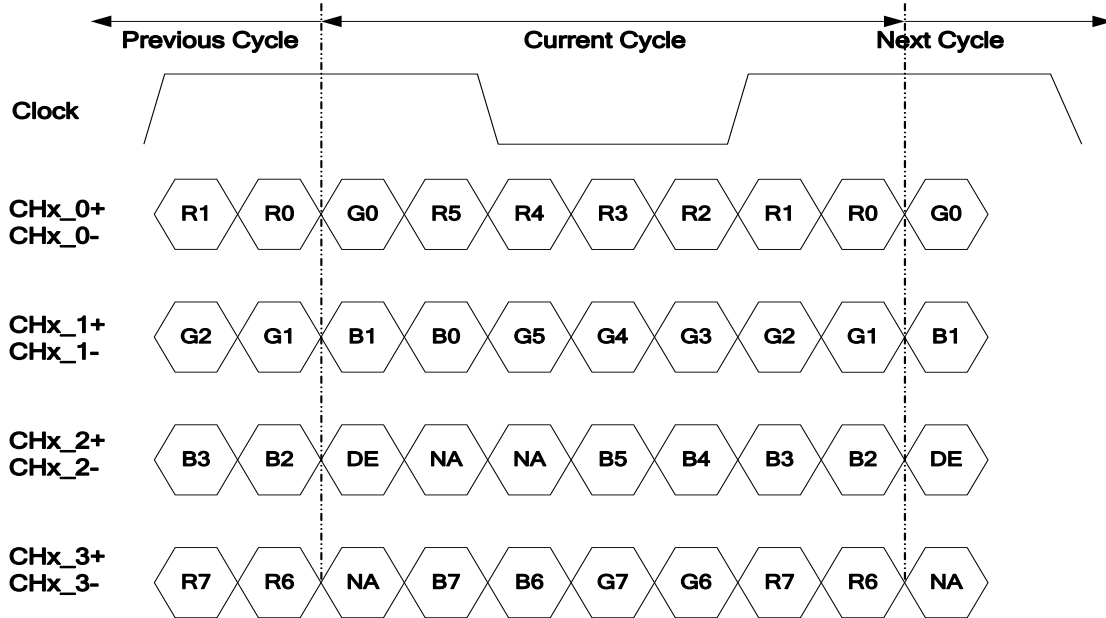 Previous Cycle Current Cycle Next Cycle
Clock
CHx_0+
CHx_0-
R1 R0 G0 R5 R4 R3 R2 R1 R0 G0
CHx_1+
CHx_1-
G2 G1 B1 B0 G5 G4 G3 G2 G1 B1
CHx_2+
CHx_2-
B3 B2 DE NA NA B5 B4 B3 B2 DE
CHx_3+
CHx_3-
R7 R6 NA B7 B6 G7 G6 R7 R6 NA